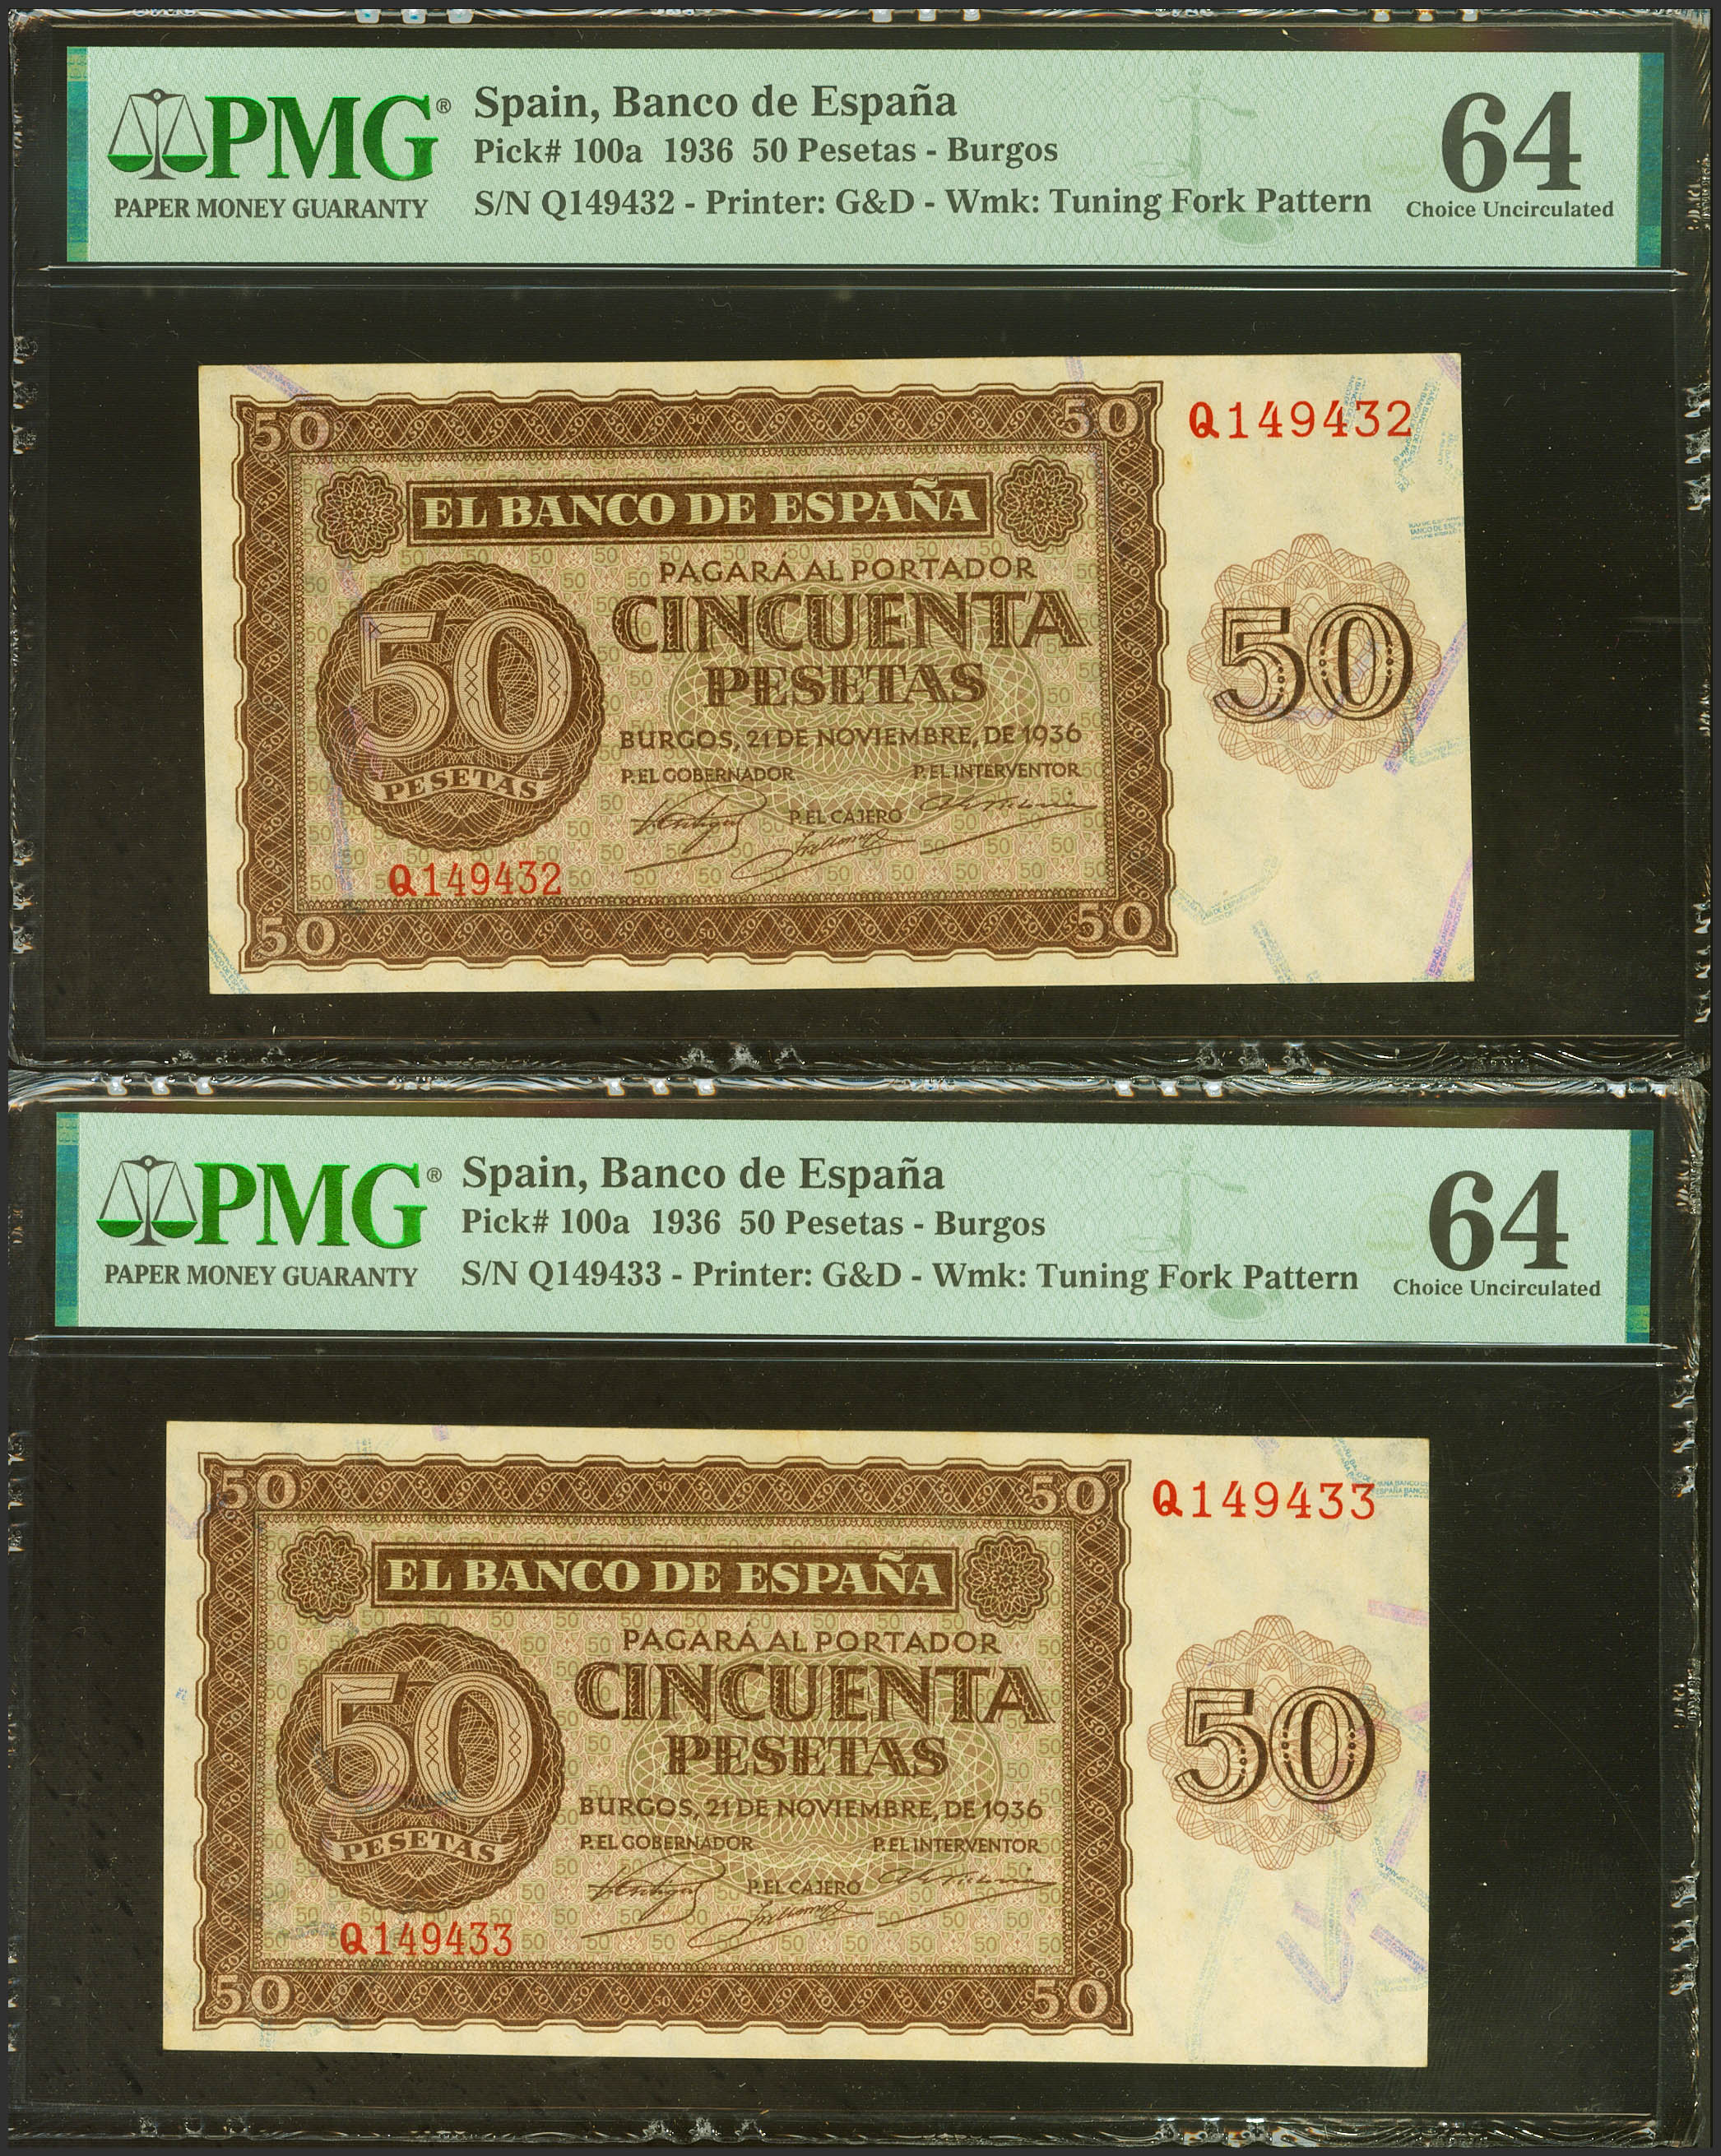 PMG®
PAPER MONEY GUARANTY
Spain, Banco de España
Pick# 100a 1936 50 Pesetas - Burgos
S/N Q149432 - Printer: G&D - Wmk: Tuning Fork Pattern
64
Choice Uncirculated
50
50
Q149432
EL BANCO DE ESPAÑA
PAGARÁ AL PORTADOR
CINCUENTA
PESETAS
50
PESETAS
50
BURGOS, 21 DE NOVIEMBRE, DE 1936
P. EL GOBERNADOR
P. EL INTERVENTOR
P. EL CAJERO
Q149432
50
50
PMG®
PAPER MONEY GUARANTY
Spain, Banco de España
Pick# 100a 1936 50 Pesetas - Burgos
S/N Q149433 - Printer: G&D - Wmk: Tuning Fork Pattern
64
Choice Uncirculated
50
50
Q149433
EL BANCO DE ESPAÑA
PAGARÁ AL PORTADOR
CINCUENTA
PESETAS
50
PESETAS
50
BURGOS, 21 DE NOVIEMBRE, DE 1936
P. EL GOBERNADOR
P. EL INTERVENTOR
P. EL CAJERO
Q149433
50
50